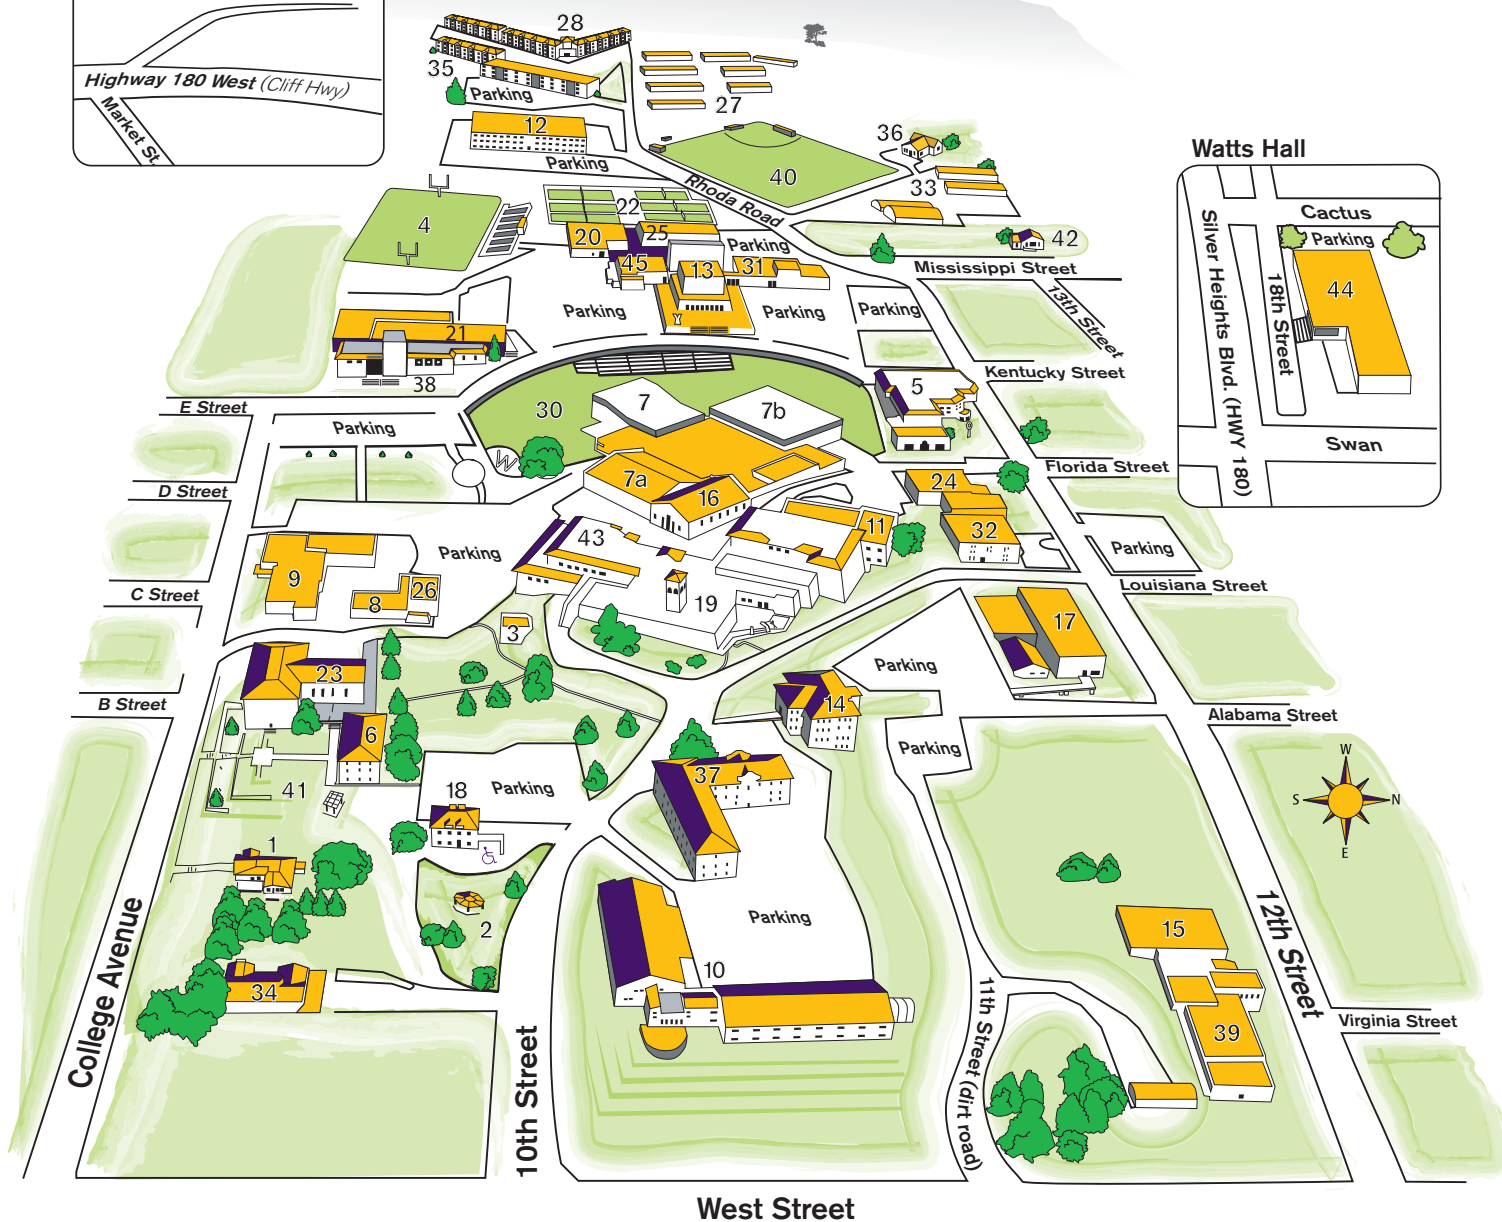 28
35
Parking
27
12
Parking
Highway 180 West (Cliff Hwy)
Market St.
36
40
33
Rhoda Road
4
22
20
25
Parking
42
45
13
31
Mississippi Street
13th Street
Parking
Parking
Parking
Y
21
38
Kentucky Street
E Street
Parking
30
7
7b
5
W
Florida Street
D Street
7a
16
24
43
11
32
Parking
Parking
9
8
26
C Street
Louisiana Street
19
3
17
Parking
23
14
B Street
6
Parking
Alabama Street
37
41
18
Parking
1
2
Parking
10
34
College Avenue
10th Street
11th Street (dirt road)
12th Street
15
39
Virginia Street
West Street
W
S
N
E
Watts Hall
Cactus
Parking
44
Silver Heights Blvd. (HWY 180)
18th Street
Swan